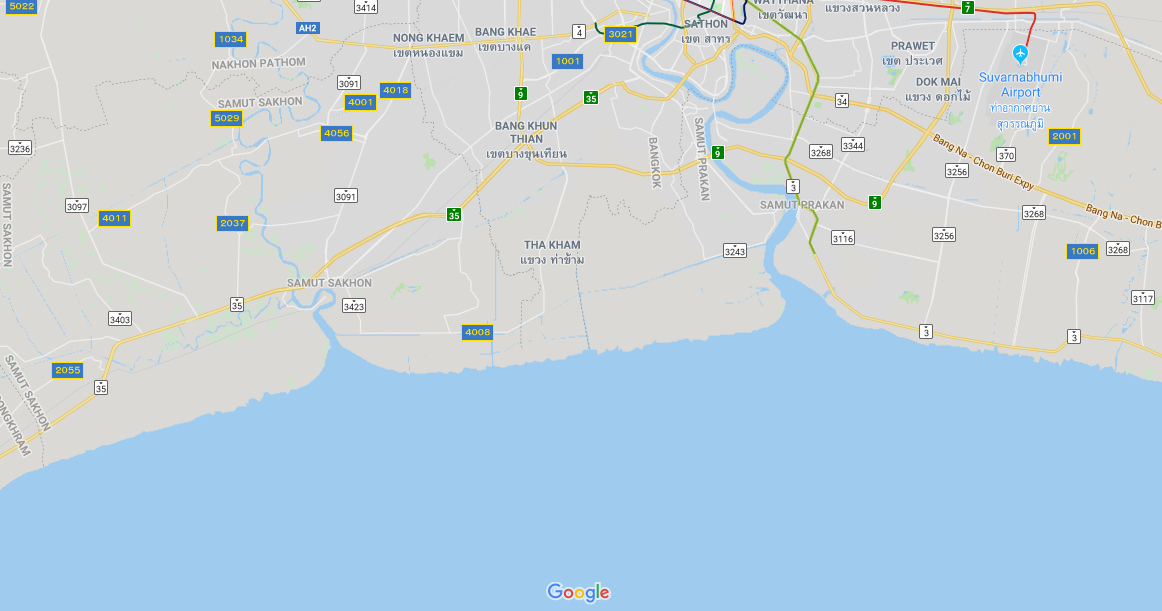 5022
3414
AH2
1034
NONG KHAEM
เขตหนองแขม
BANG KHAE
เขตบางแค
4
3021
SATHON
เขต สาทร
WATTHANA
เขตวัฒนา
แขวงสวนหลวง
7
PRAWET
เขต ประเวศ
NAKHON PATHOM
3091
4018
4001
1001
9
35
DOK MAI
แขวง ดอกไม้
Suvarnabhumi
Airport
ท่าอากาศยาน
สุวรรณภูมิ
SAMUT SAKHON
5029
4056
34
BANG KHUN
THIAN
เขตบางขุนเทียน
BANGKOK
SAMUT PRAKAN
9
3268
3344
370
2001
Bang Na - Chon Buri Expy
3236
3256
3
SAMUT SAKHON
3097
4011
2037
3091
35
SAMUT PRAKAN
9
3268
Bang Na - Chon B
3116
3256
3243
1006
3268
THA KHAM
แขวง ท่าข้าม
SAMUT SAKHON
35
3423
3117
3403
4008
3
3
2055
35
SAMUT SAKHON
ONGKHRAM
Google